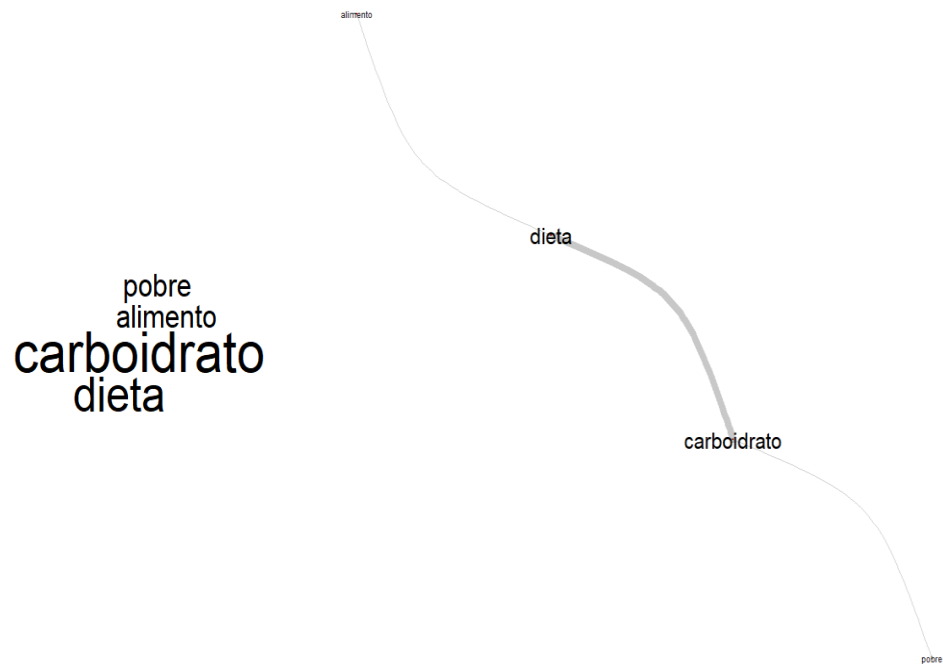 alimento
dieta
pobre
alimento
carboidrato
dieta
carboidrato
pobre